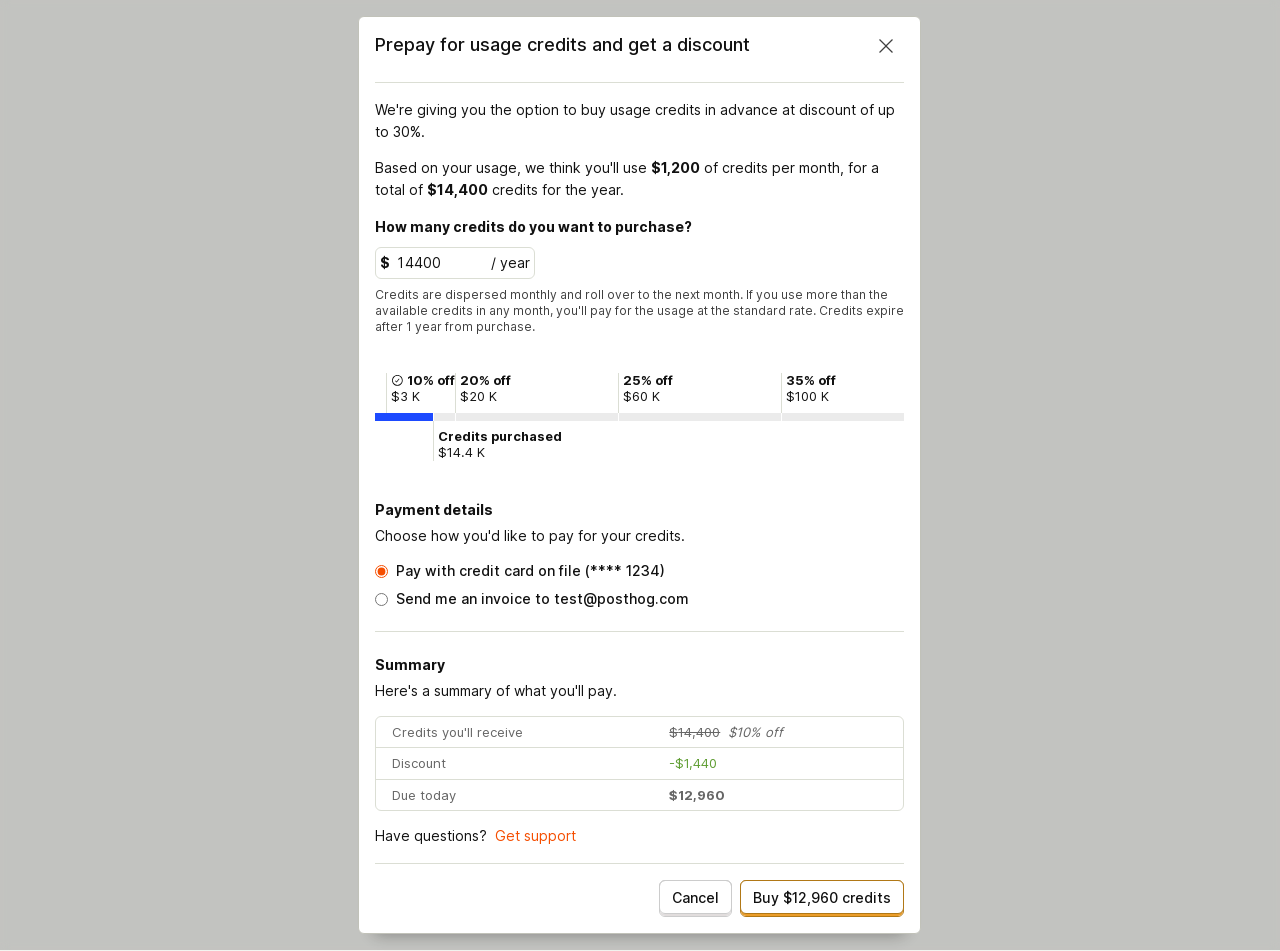 Prepay for usage credits and get a discount
We're giving you the option to buy usage credits in advance at discount of up
to 30%.
Based on your usage, we think you'll use $1,200 of credits per month, for a
total of $14,400 credits for the year.
How many credits do you want to purchase?
$ 14400 / year
Credits are dispersed monthly and roll over to the next month. If you use more than the
available credits in any month, you'll pay for the usage at the standard rate. Credits expire
after 1 year from purchase.
10% off 20% off 25% off 35% off
$3 K $20 K $60 K $100 K
Credits purchased
$14.4 K
Payment details
Choose how you'd like to pay for your credits.
Pay with credit card on file (**** 1234)
Send me an invoice to test@posthog.com
Summary
Here's a summary of what you'll pay.
Credits you'll receive $14,400 $10% off
Discount -$1,440
Due today $12,960
Have questions? Get support
Cancel Buy $12,960 credits